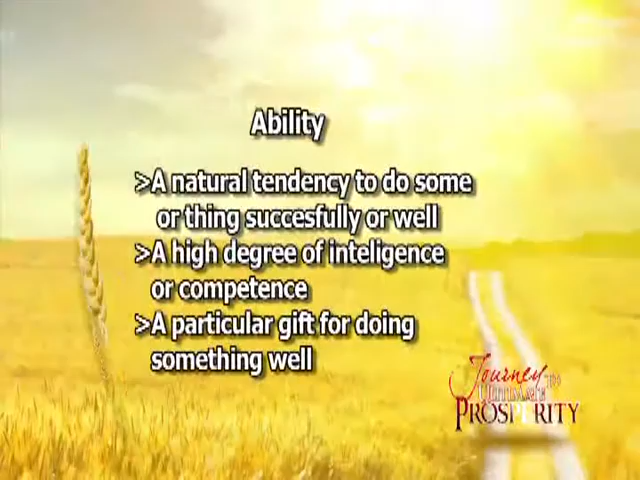 Ability
>A natural tendency to do some
or thing succesfully or well
>A high degree of inteligence
or competence
>A particular gift for doing
something well
Journey TO
ULTIMATE
PROSPERITY